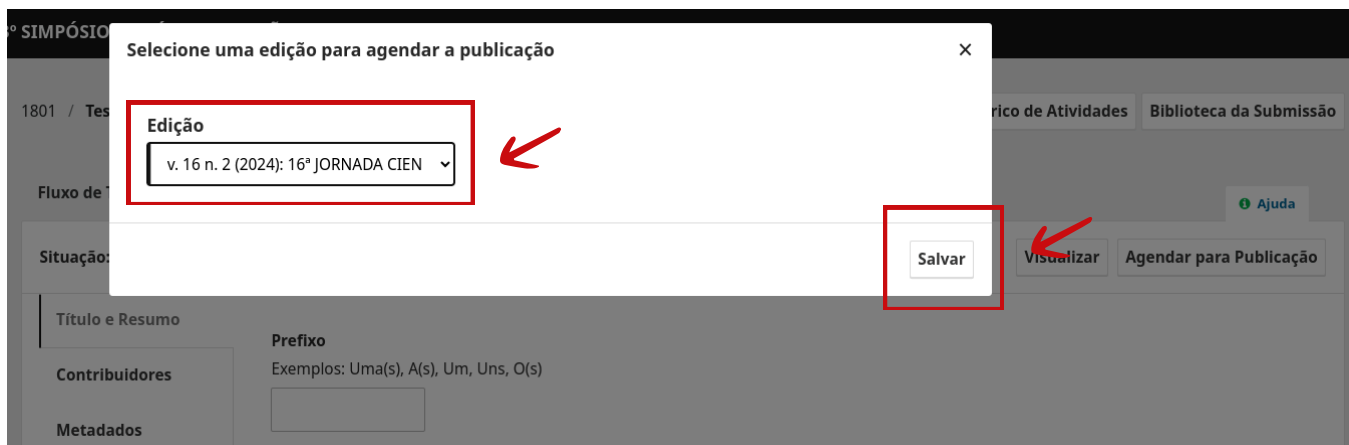 3º SIMPÓSIO
Selecione uma edição para agendar a publicação
1801 / Tes
rico de Atividades
Biblioteca da Submissão
Edição
v. 16 n. 2 (2024): 16ª JORNADA CIEN
Fluxo de T
Ajuda
Situação:
Salvar
Visualizar
Agendar para Publicação
Título e Resumo
Prefixo
Exemplos: Uma(s), A(s), Um, Uns, O(s)
Contribuidores
Metadados